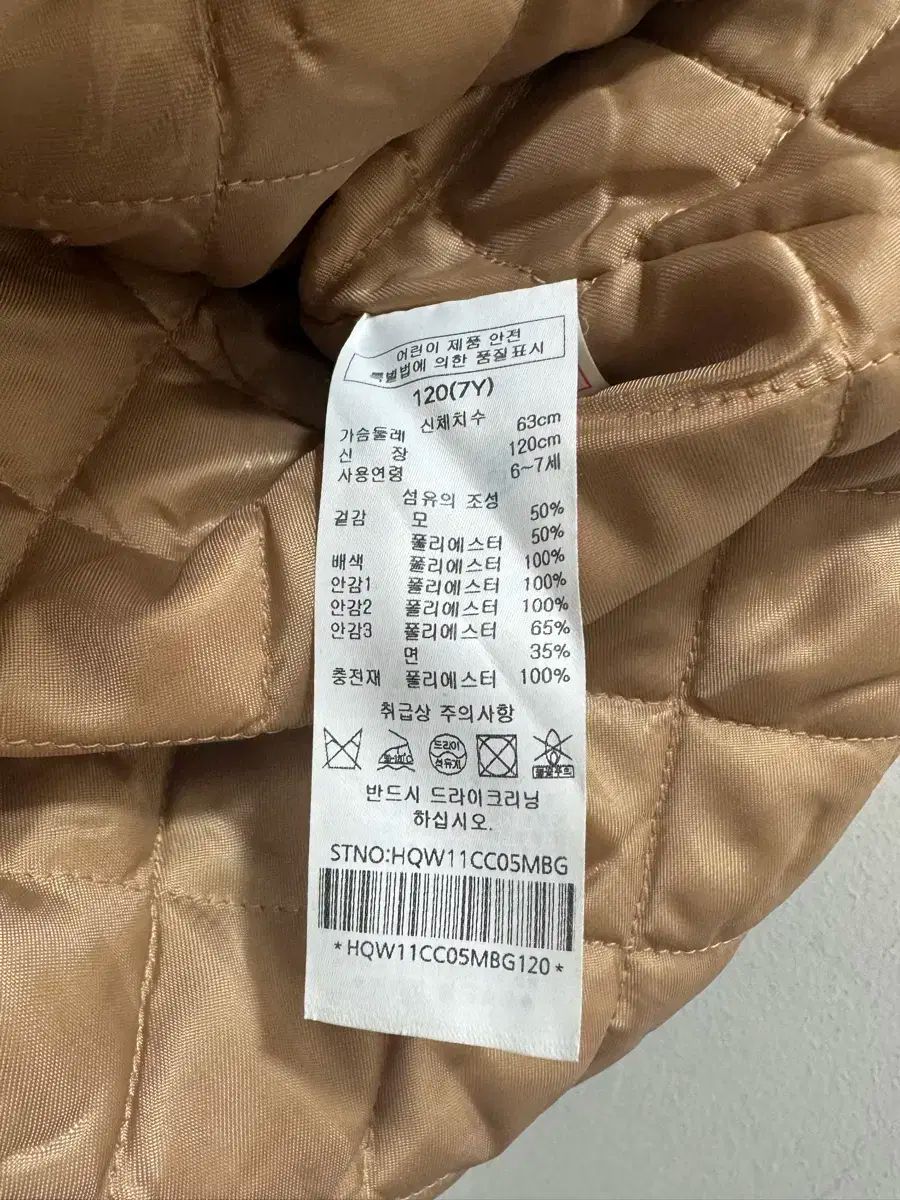 어린이 제품 안전
특별법에 의한 품질표시
120(7Y)
신체치수
가슴둘레 63cm
신 장 120cm
사용연령 6~7세
섬유의 조성
겉감 모 50%
폴리에스터 50%
배색 폴리에스터 100%
안감1 폴리에스터 100%
안감2 폴리에스터 100%
안감3 폴리에스터 65%
면 35%
충전재 폴리에스터 100%
취급상 주의사항
드라이
석유계
반드시 드라이크리닝
하십시오.
STNO:HQW11CC05MBG
*HQW11CC05MBG120*